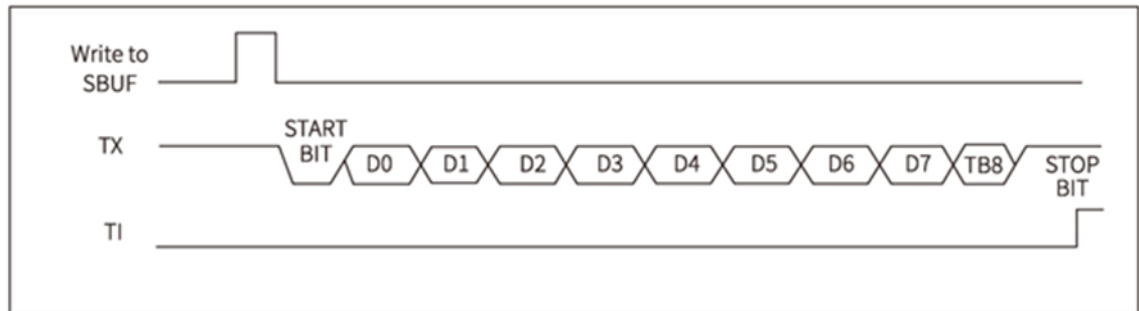 Write to
SBUF
TX
START
BIT
D0 D1 D2 D3 D4 D5 D6 D7 TB8
STOP
BIT
TI